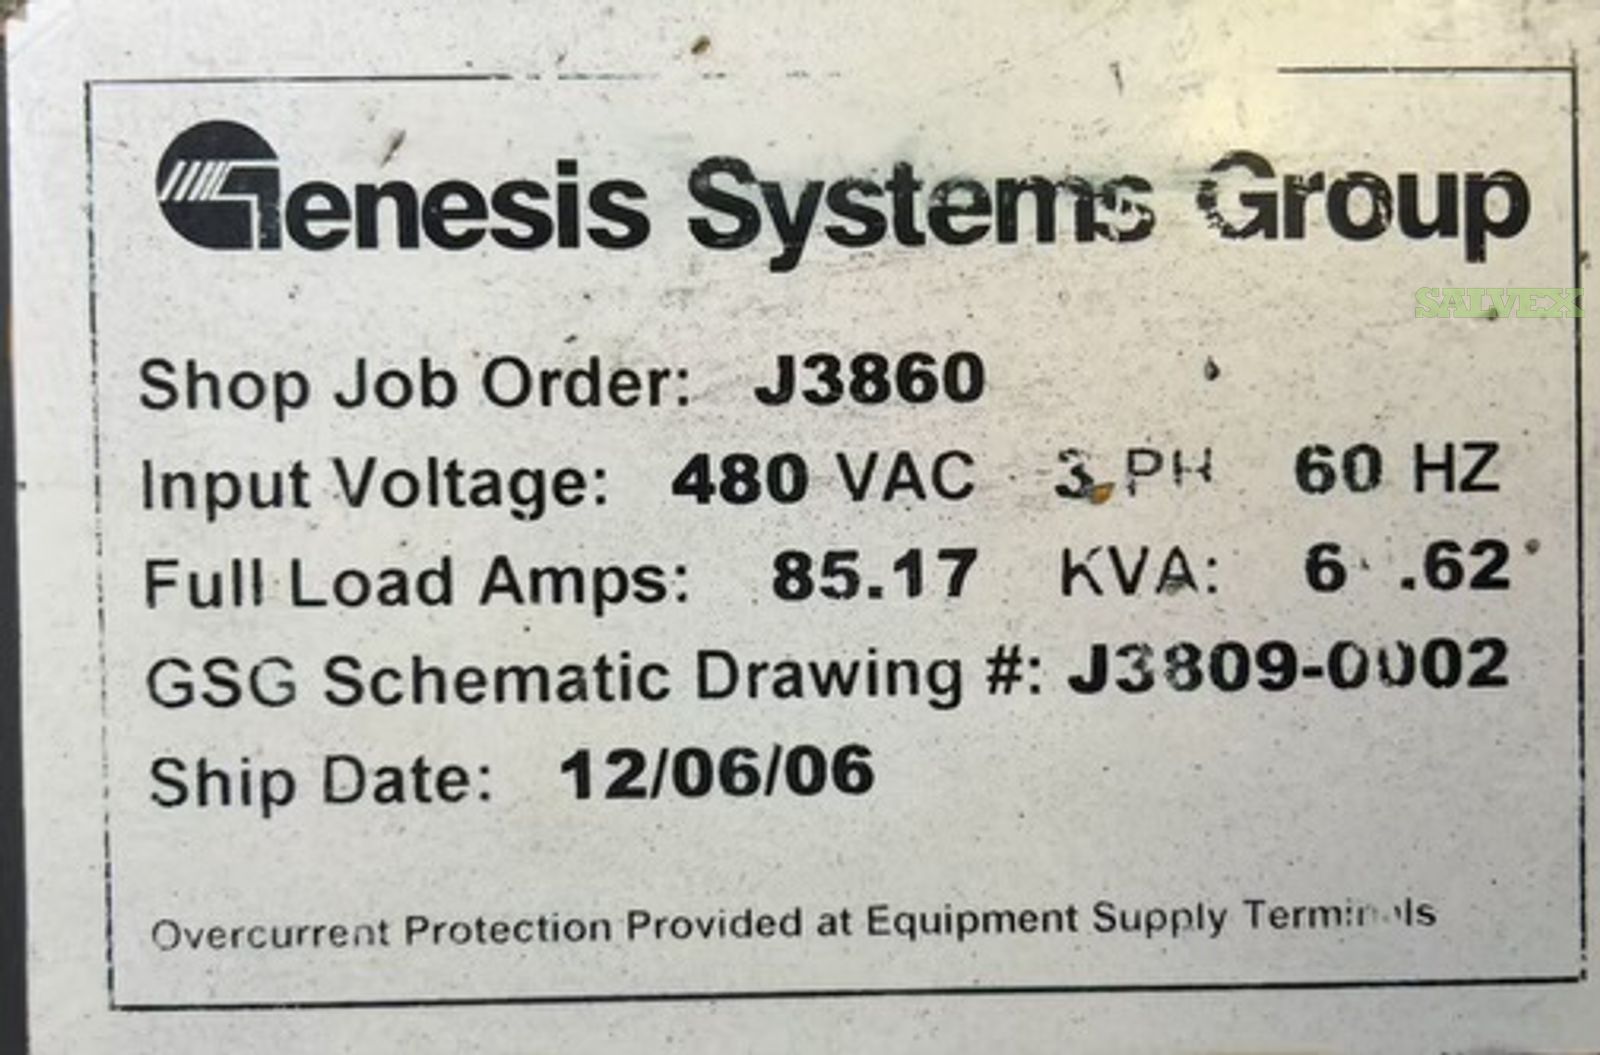 Genesis Systems Group
SALVEX
Shop Job Order: J3860
Input Voltage: 480 VAC 3 PH 60 HZ
Full Load Amps: 85.17 KVA:
GSG Schematic Drawing #: J3809-0002
Ship Date: 12/06/06
Overcurrent Protection Provided at Equipment Supply Terminals